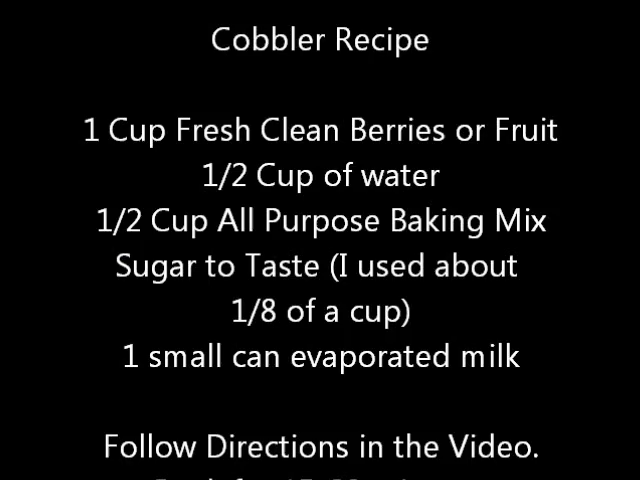 Cobbler Recipe
1 Cup Fresh Clean Berries or Fruit
1/2 Cup of water
1/2 Cup All Purpose Baking Mix
Sugar to Taste (I used about
1/8 of a cup)
1 small can evaporated milk
Follow Directions in the Video.